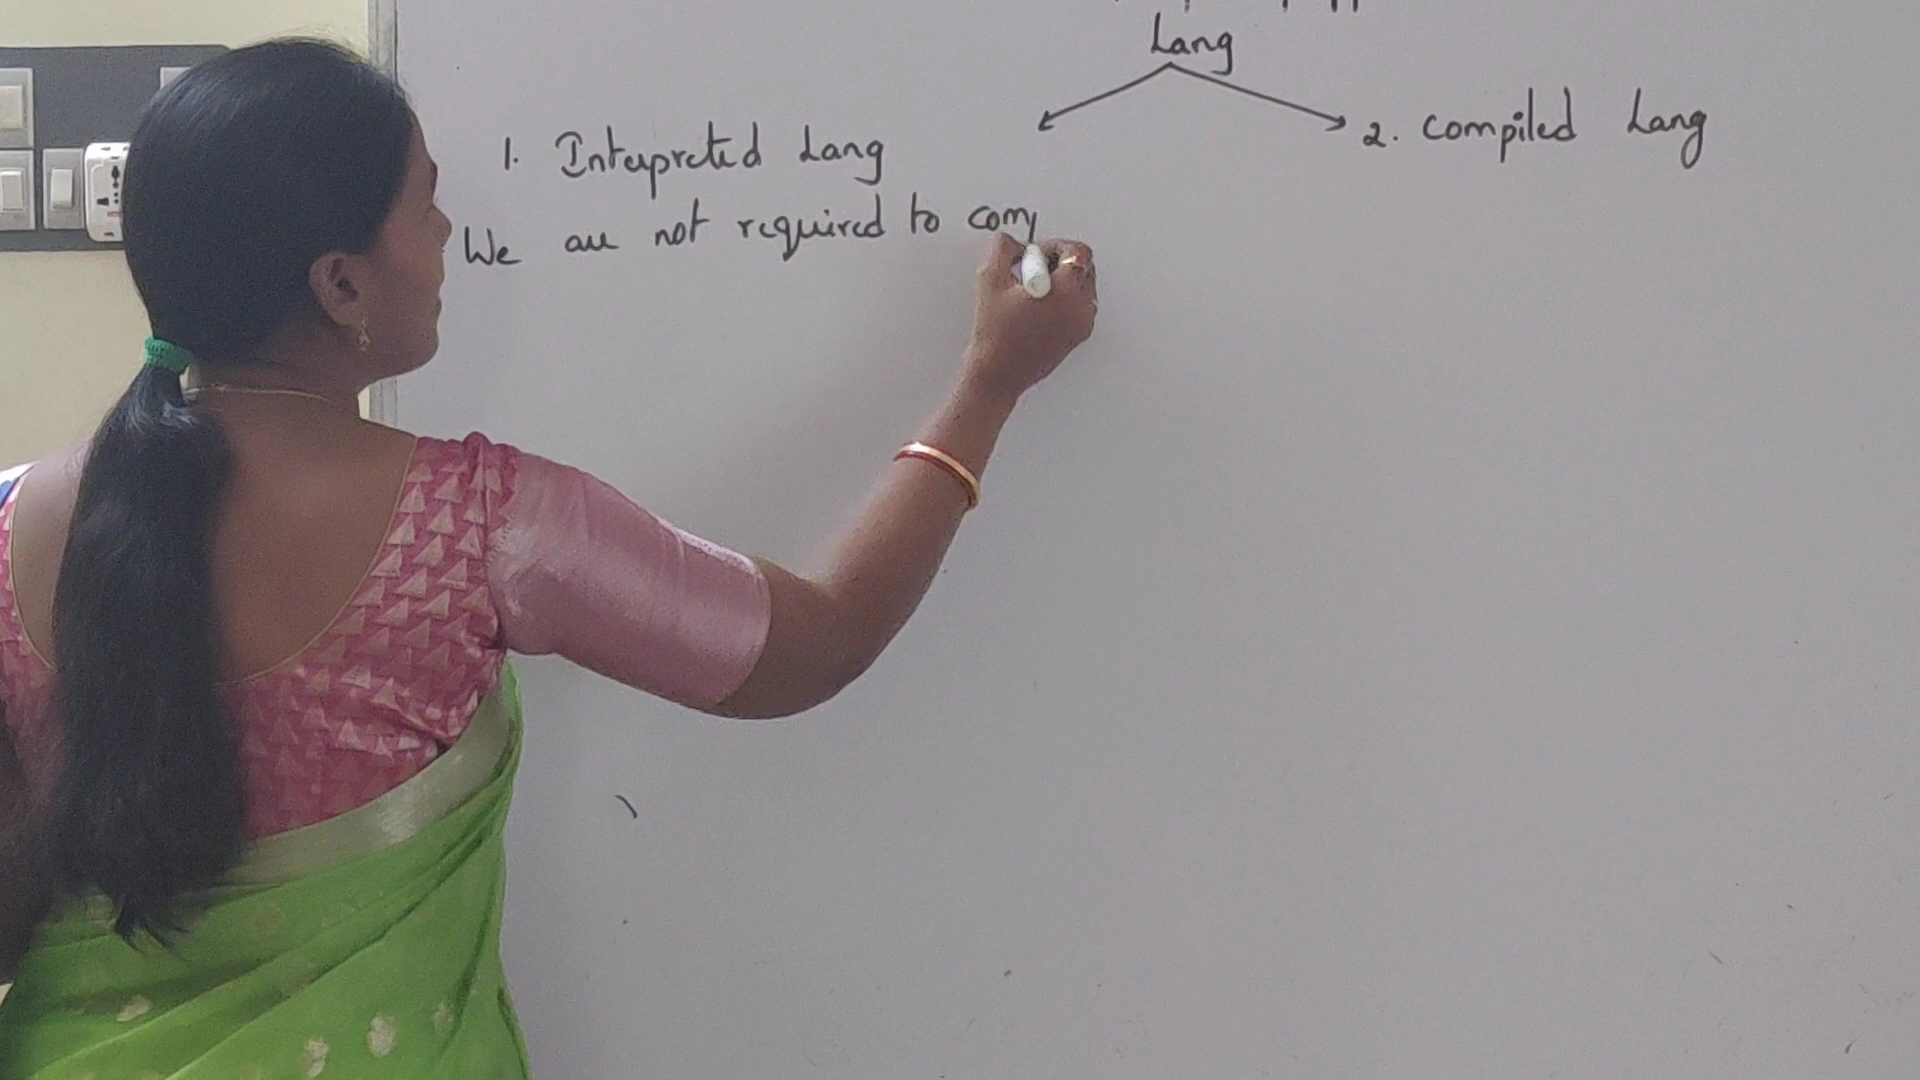 Lang
1. Interpreted Lang
2. Compiled Lang
We are not required to com